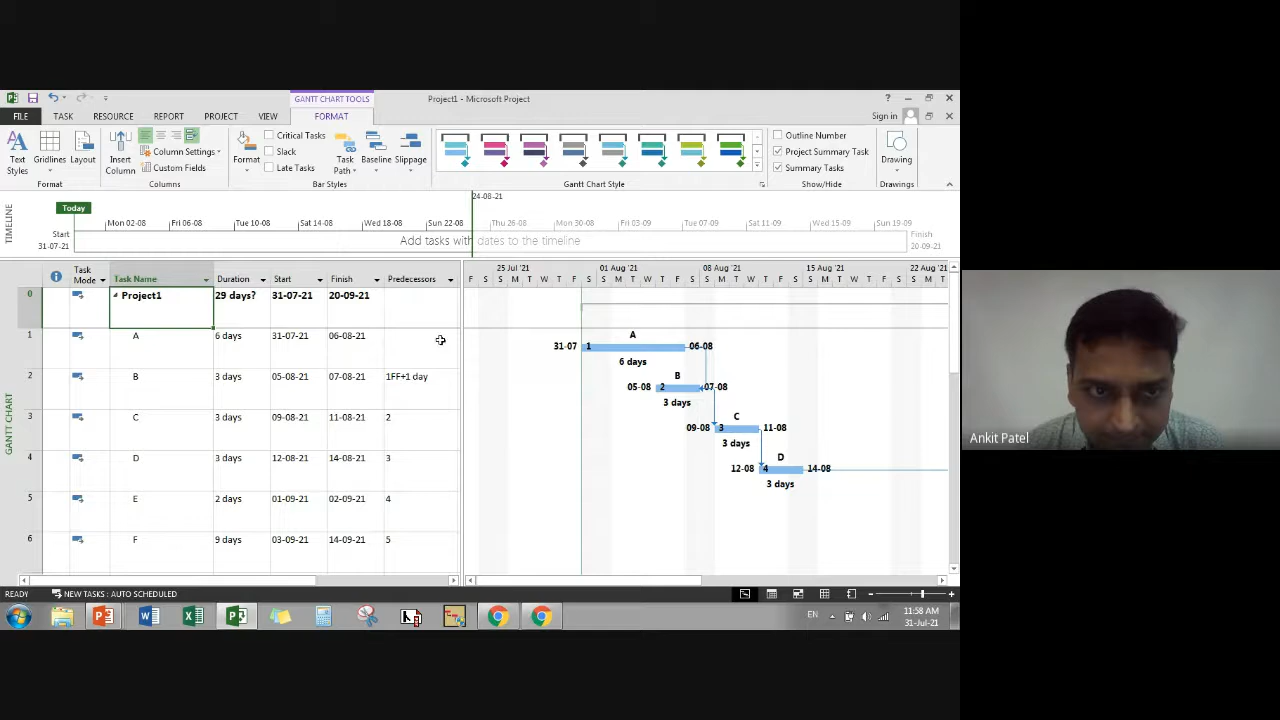 GANTT CHART TOOLS
Project1 - Microsoft Project
FILE TASK RESOURCE REPORT PROJECT VIEW FORMAT
Sign in
Text Styles
Gridlines
Layout
Format
Insert Column
Column Settings
Custom Fields
Columns
Format
Critical Tasks
Slack
Late Tasks
Task Path
Baseline
Slippage
Bar Styles
Gantt Chart Style
Outline Number
Project Summary Task
Summary Tasks
Show/Hide
Drawing
Drawings
24-08-21
TIMELINE
Today
Mon 02-08 Fri 06-08 Tue 10-08 Sat 14-08 Wed 18-08 Sun 22-08 Thu 26-08 Mon 30-08 Fri 03-09 Tue 07-09 Sat 11-09 Wed 15-09 Sun 19-09
Start
31-07-21
Add tasks with dates to the timeline
Finish
20-09-21
GANTT CHART
Task Mode Task Name Duration Start Finish Predecessors
0 Project1 29 days? 31-07-21 20-09-21
1 A 6 days 31-07-21 06-08-21
2 B 3 days 05-08-21 07-08-21 1FF+1 day
3 C 3 days 09-08-21 11-08-21 2
4 D 3 days 12-08-21 14-08-21 3
5 E 2 days 01-09-21 02-09-21 4
6 F 9 days 03-09-21 14-09-21 5
25 Jul '21 01 Aug '21 08 Aug '21 15 Aug '21 22 Aug '21
F S S M T W T F S S M T W T F S S M T W T F S S M T W T F S S M T
A
31-07 1 06-08
6 days
B
05-08 2 07-08
3 days
C
09-08 3 11-08
3 days
D
12-08 4 14-08
3 days
READY NEW TASKS : AUTO SCHEDULED
EN
11:58 AM
31-Jul-21
Ankit Patel